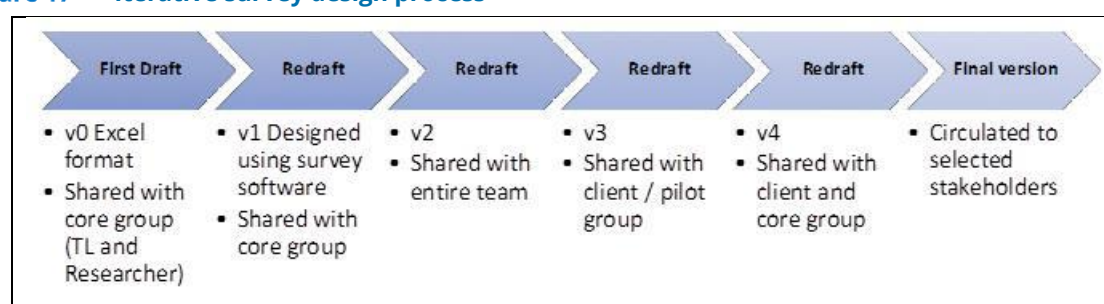 First Draft
Redraft
Redraft
Redraft
Redraft
Final version
• v0 Excel
format
• Shared with
core group
(TL and
Researcher)
• v1 Designed
using survey
software
• Shared with
core group
• v2
• Shared with
entire team
• v3
• Shared with
client / pilot
group
• v4
• Shared with
client and
core group
• Circulated to
selected
stakeholders